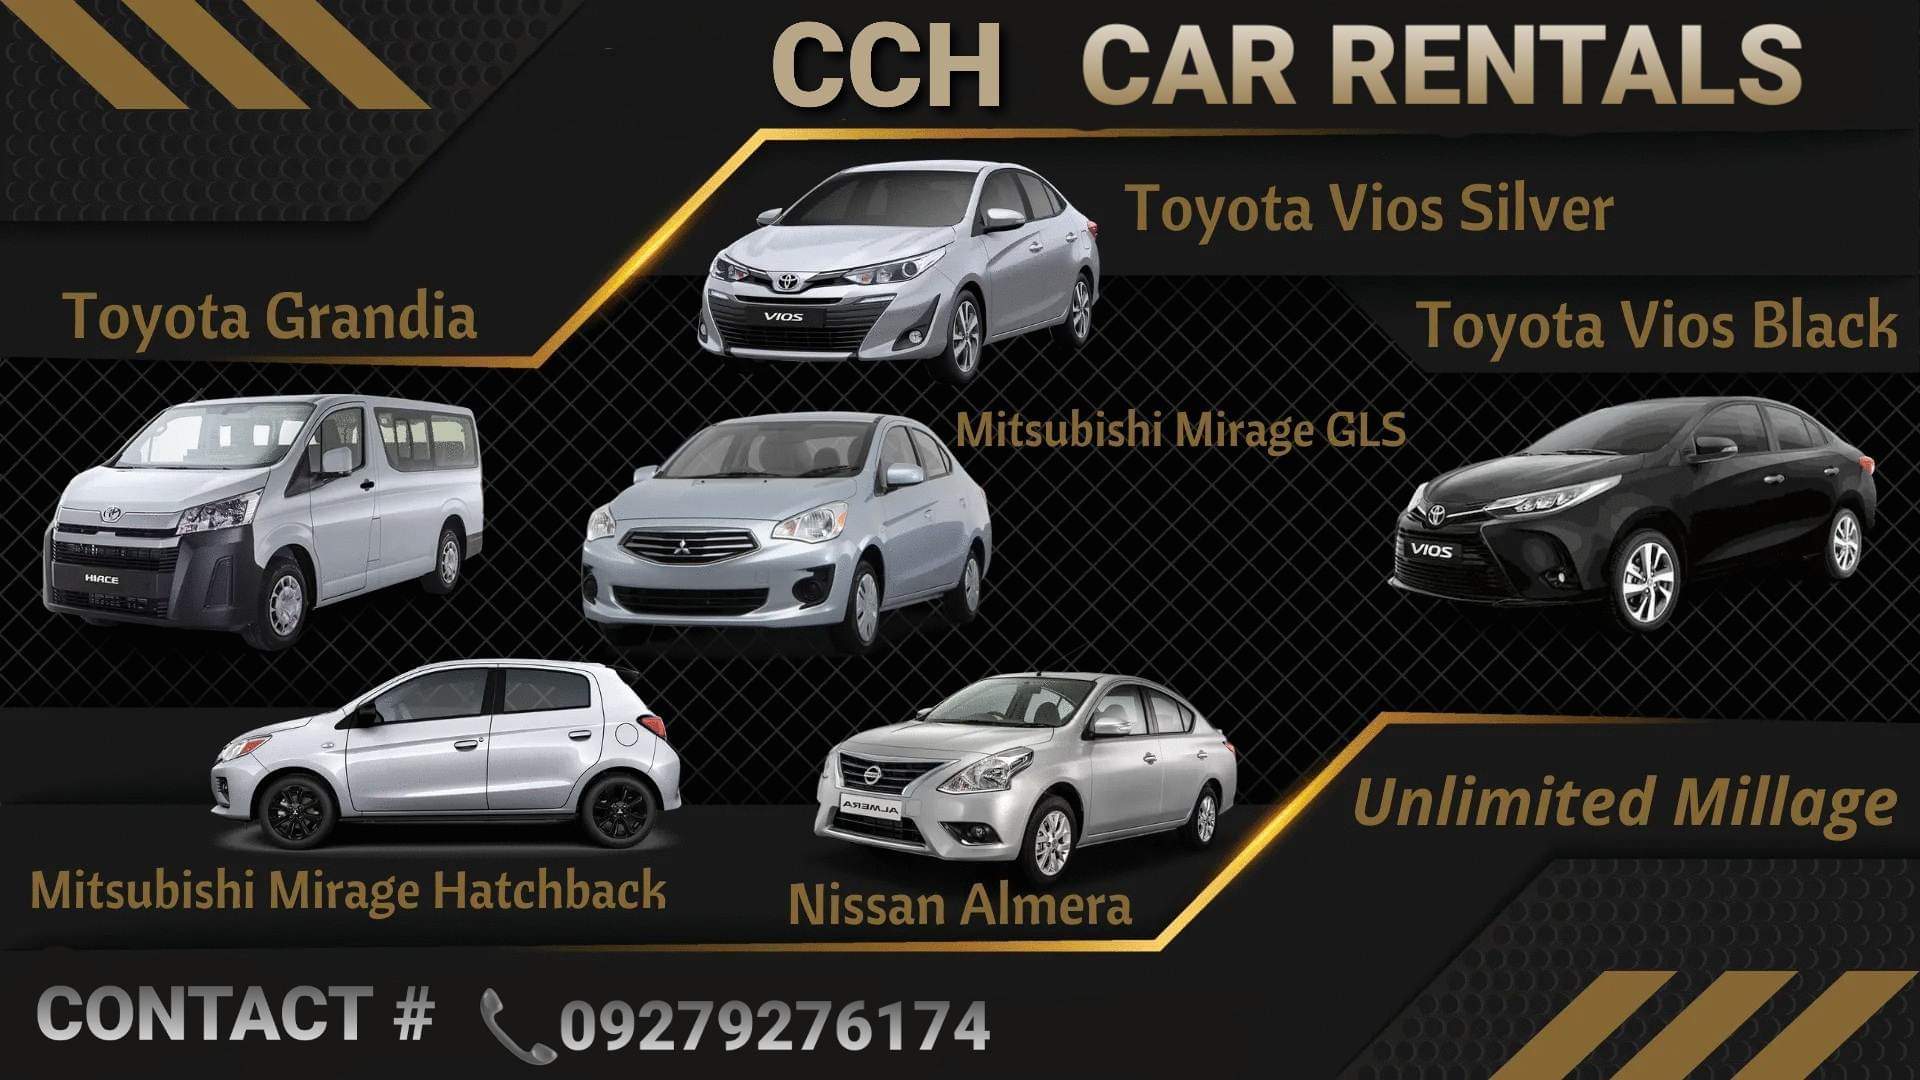 CCH CAR RENTALS
Toyota Vios Silver
VIOS
Toyota Grandia
Toyota Vios Black
HIACE
Mitsubishi Mirage GLS
VIOS
ALMERA
Mitsubishi Mirage Hatchback
Nissan Almera
Unlimited Millage
CONTACT # 09279276174